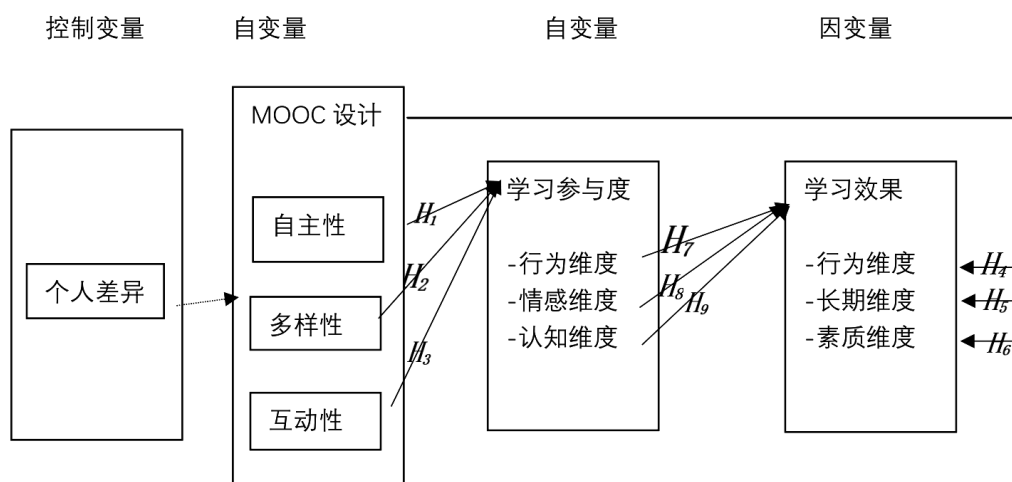 控制变量
自变量
自变量
因变量
MOOC 设计
自主性
多样性
互动性
个人差异
H₁
H₂
H₃
学习参与度
-行为维度
-情感维度
-认知维度
H₇
H₈
H₉
学习效果
-行为维度
-长期维度
-素质维度
H₄
H₅
H₆